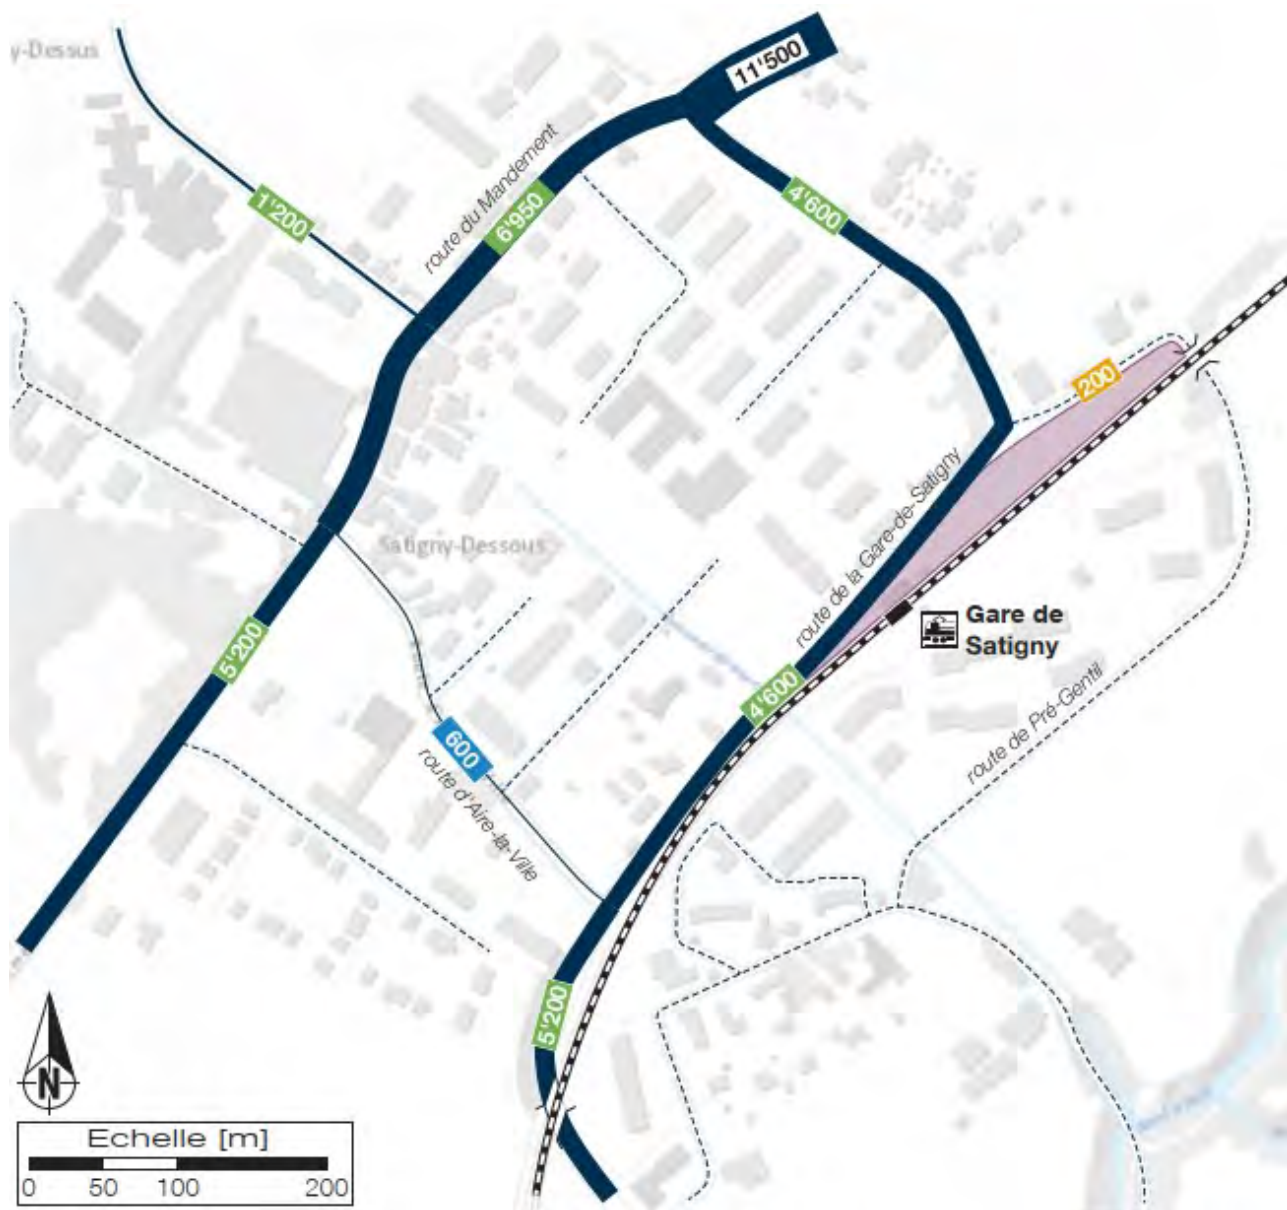 y-Dessus
11'500
route du Mandement
1'200
6'950
4'600
200
Satigny-Dessous
route de la Gare-de-Satigny
Gare de
Satigny
5'200
4'600
600
route d'Aire-la-Ville
route de Pré-Gentil
5'200
N
Echelle [m]
0 50 100 200